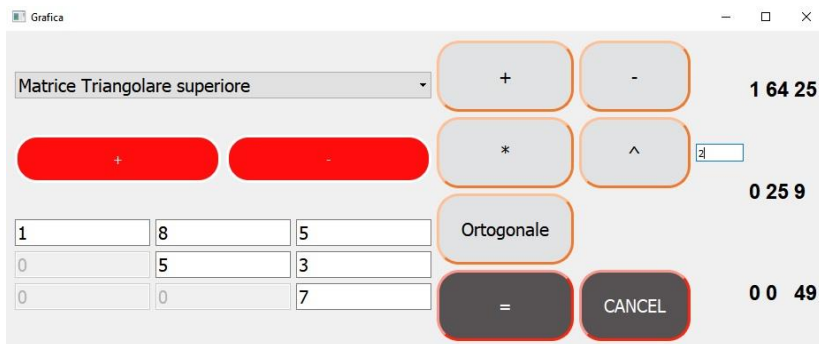 Grafica
Matrice Triangolare superiore
+ -
+ -
* ^ 2
Ortogonale
= CANCEL
1 8 5
0 5 3
0 0 7
1 64 25
0 25 9
0 0 49